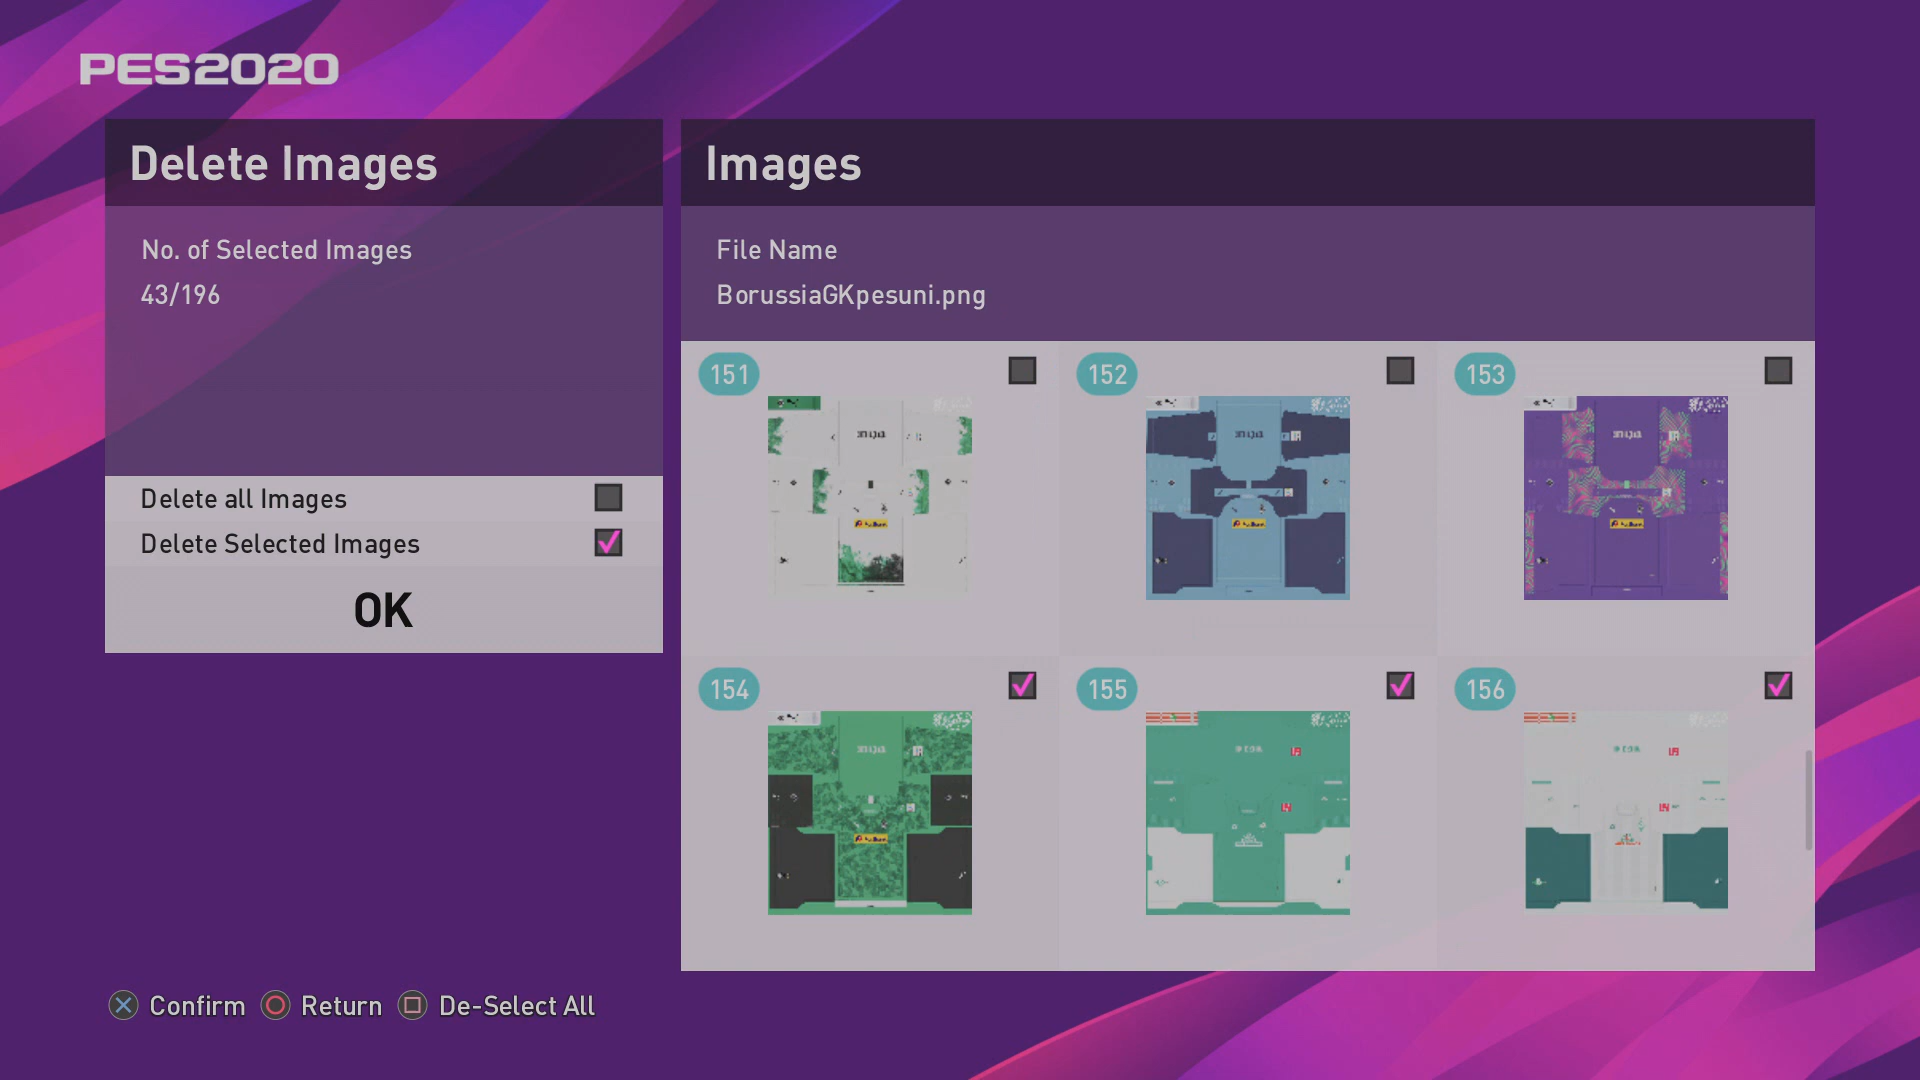 PES2020
Delete Images
No. of Selected Images
43/196
Delete all Images
Delete Selected Images
OK
Images
File Name
BorussiaGKpesuni.png
151
152
153
154
155
156
Confirm
Return
De-Select All